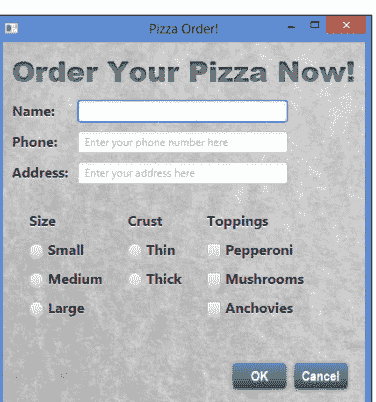 Pizza Order!
Order Your Pizza Now!
Name:
Phone: Enter your phone number here
Address: Enter your address here
Size Crust Toppings
Small Thin Pepperoni
Medium Thick Mushrooms
Large Anchovies
OK Cancel